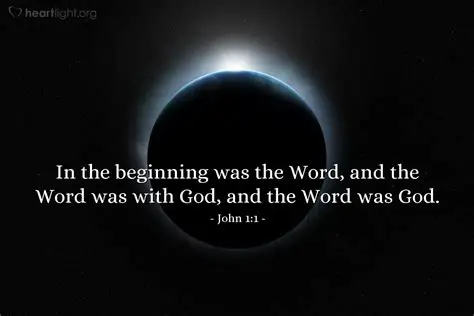 heartlight.org
In the beginning was the Word, and the
Word was with God, and the Word was God.
- John 1:1 -